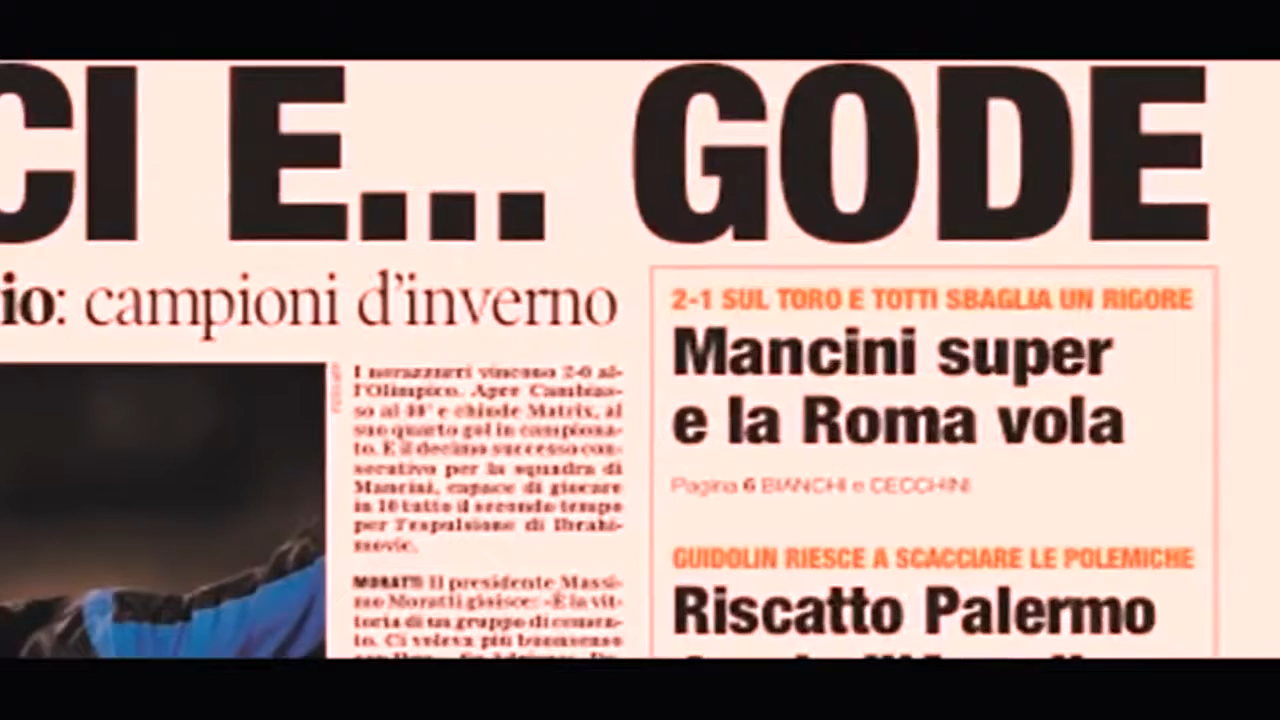 CI E... GODE
io: campioni d'inverno
I nerazzurri vincono 2-0 al-
l'Olimpico. Apre Cambias-
so al 40' e chiude Matrix, al
suo quarto gol in campiona-
to. È il decimo successo con-
secutivo per la squadra di
Mancini, capace di giocare
in 10 tutto il secondo tempo
per l'espulsione di Ibrahi-
movic.
MORATTI Il presidente Massi-
mo Moratti gioisce: «È la vit-
toria di un gruppo di cemen-
to. Ci voleva più buonsenso
2-1 SUL TORO E TOTTI SBAGLIA UN RIGORE
Mancini super
e la Roma vola
Pagina 6 BIANCHI e CECCHINI
GUIDOLIN RIESCE A SCACCIARE LE POLEMICHE
Riscatto Palermo